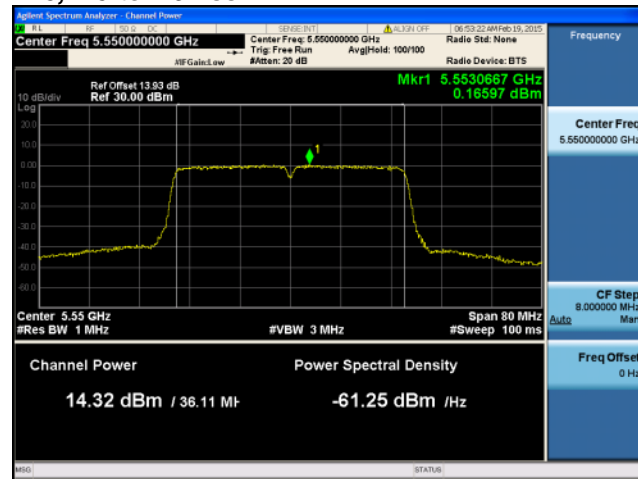 Agilent Spectrum Analyzer - Channel Power
RL RF 50 Ω DC SENSE:INT ALIGN OFF 06:53:22 AM Feb 19, 2015
Center Freq 5.550000000 GHz
Center Freq: 5.550000000 GHz
Radio Std: None
Trig: Free Run Avg|Hold: 100/100
#IFGain:Low #Atten: 20 dB Radio Device: BTS
Frequency
Ref Offset 13.93 dB
10 dB/div Ref 30.00 dBm
Mkr1 5.5530667 GHz
0.16597 dBm
Log
20.0
10.0
0.00
-10.0
-20.0
-30.0
-40.0
-50.0
-60.0
1
Center 5.55 GHz Span 80 MHz
#Res BW 1 MHz #VBW 3 MHz #Sweep 100 ms
Channel Power Power Spectral Density
14.32 dBm / 36.11 MH -61.25 dBm /Hz
Center Freq
5.550000000 GHz
CF Step
8.000000 MHz
Auto Man
Freq Offset
0 Hz
MSG STATUS